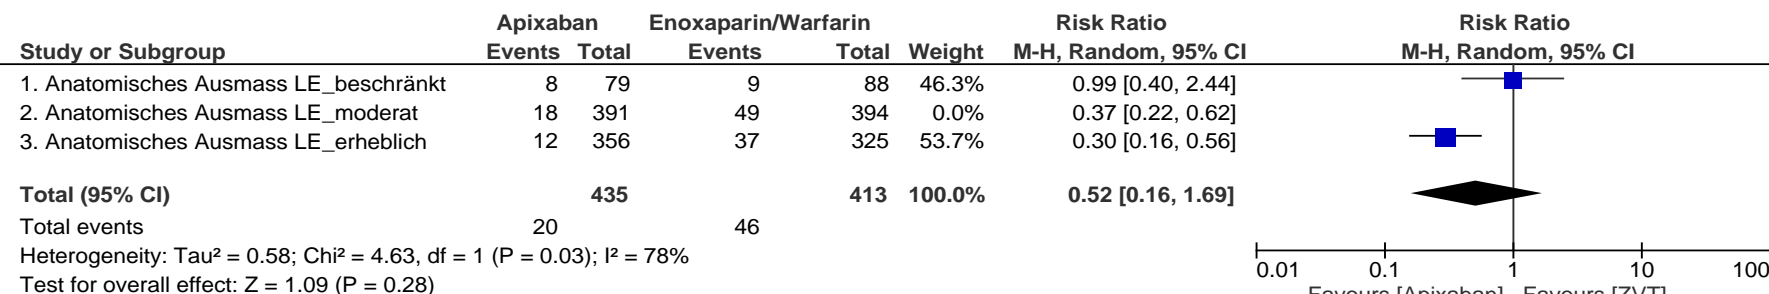 Apixaban Enoxaparin/Warfarin Risk Ratio Risk Ratio
Study or Subgroup Events Total Events Total Weight M-H, Random, 95% CI M-H, Random, 95% CI
1. Anatomisches Ausmass LE_beschränkt 8 79 9 88 46.3% 0.99 [0.40, 2.44]
2. Anatomisches Ausmass LE_moderat 18 391 49 394 0.0% 0.37 [0.22, 0.62]
3. Anatomisches Ausmass LE_erheblich 12 356 37 325 53.7% 0.30 [0.16, 0.56]
Total (95% CI) 435 413 100.0% 0.52 [0.16, 1.69]
Total events 20 46
Heterogeneity: Tau² = 0.58; Chi² = 4.63, df = 1 (P = 0.03); I² = 78%
Test for overall effect: Z = 1.09 (P = 0.28)
0.01 0.1 1 10 100
Favours [Apixaban] Favours [ZVT]